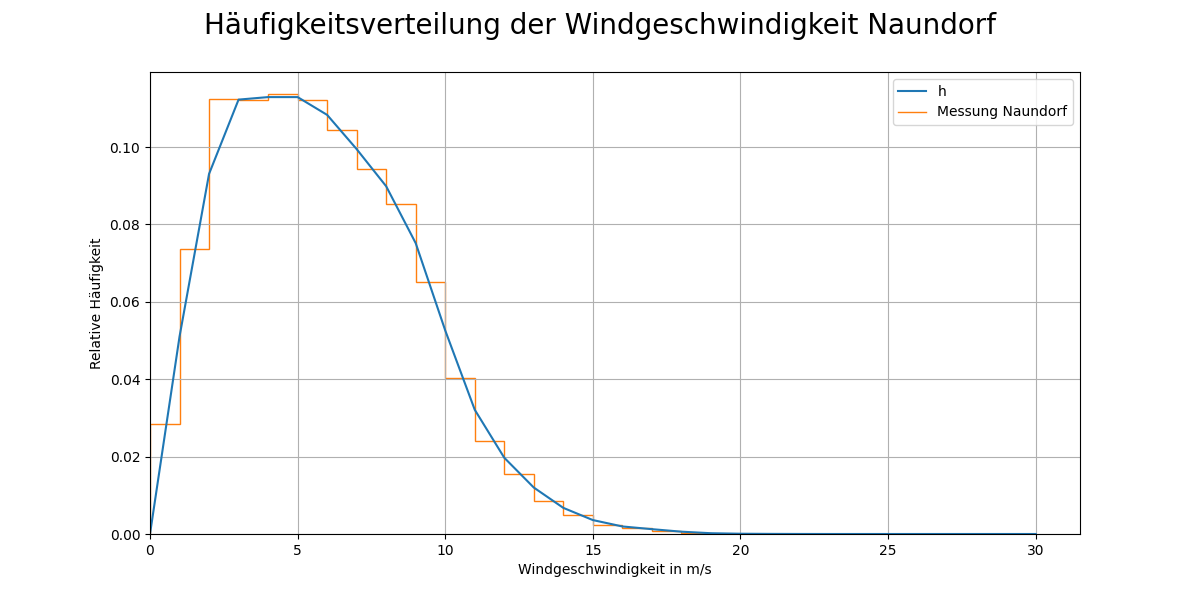 Häufigkeitsverteilung der Windgeschwindigkeit Naundorf
h
Messung Naundorf
Relative Häufigkeit
0.10
0.08
0.06
0.04
0.02
0.00
0 5 10 15 20 25 30
Windgeschwindigkeit in m/s